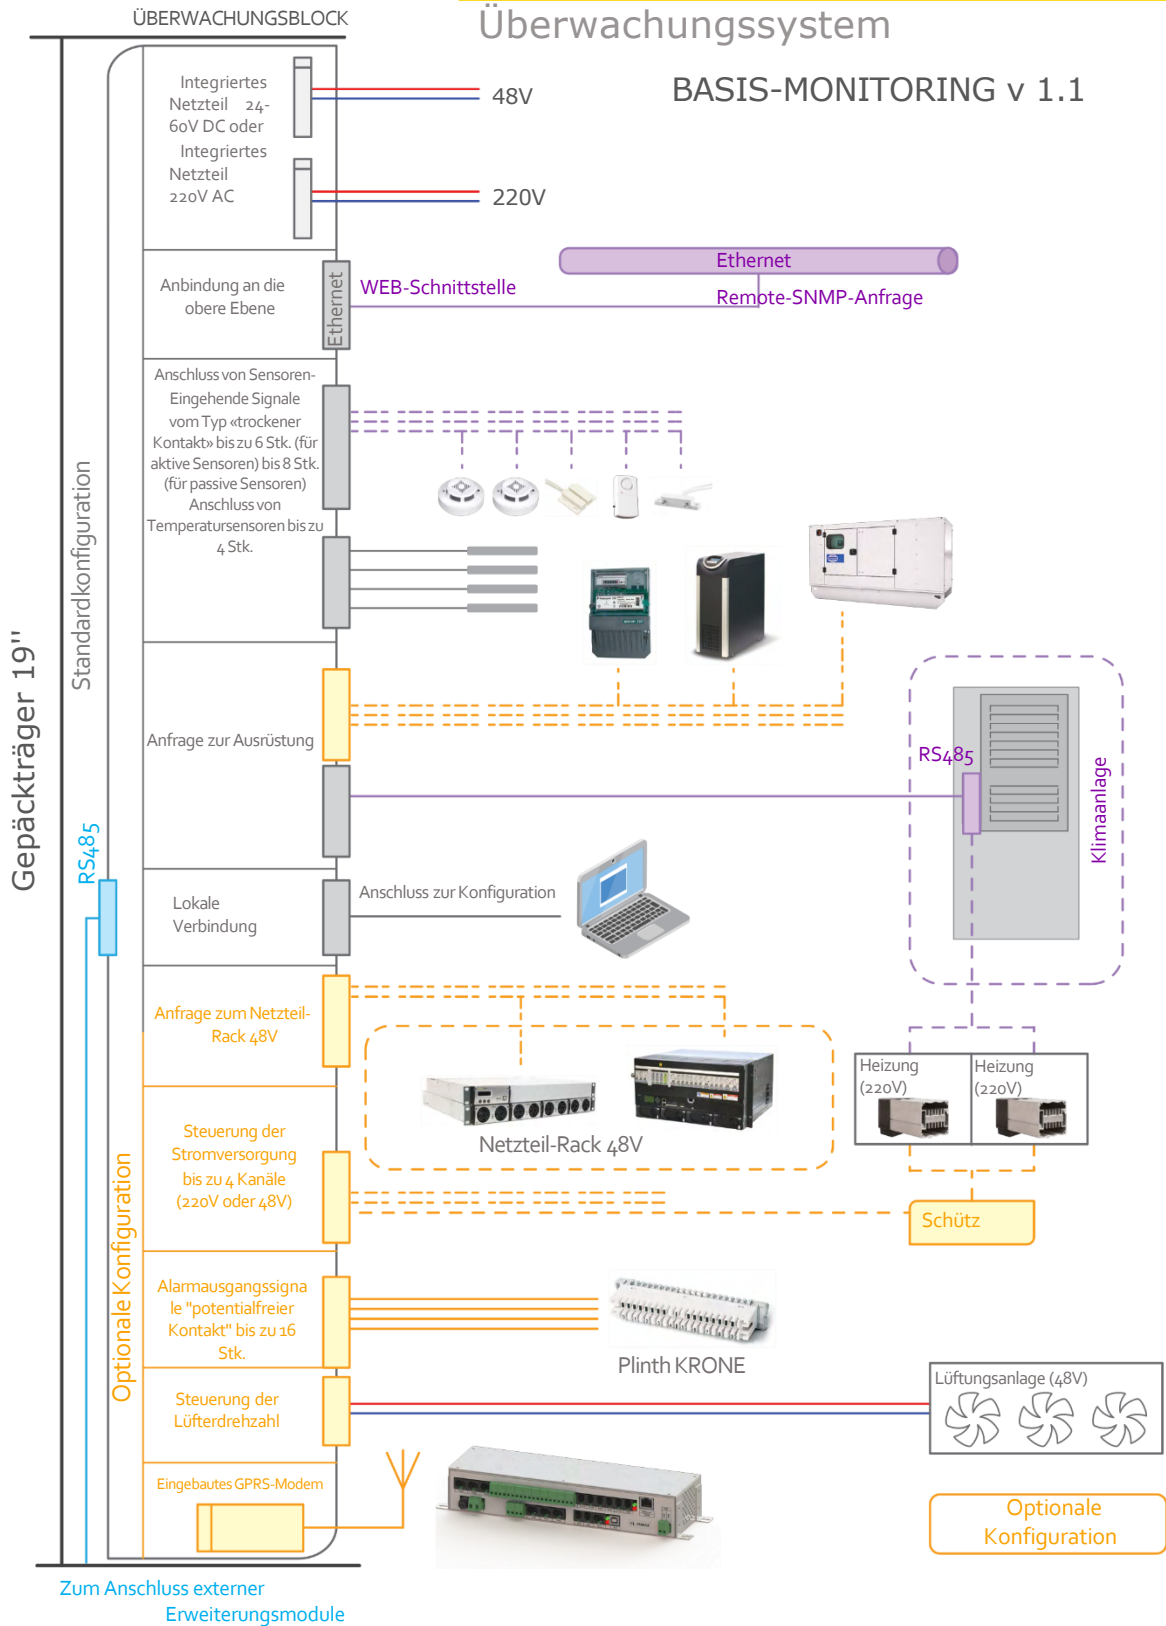 ÜBERWACHUNGSBLOCK
Überwachungssystem
BASIS-MONITORING v 1.1
Integriertes
Netzteil 24-
60V DC oder
Integriertes
Netzteil
220V AC
48V
220V
Anbindung an die
obere Ebene
Ethernet
WEB-Schnittstelle
Ethernet
Remote-SNMP-Anfrage
Anschluss von Sensoren-
Eingehende Signale
vom Typ «trockener
Kontakt» bis zu 6 Stk. (für
aktive Sensoren) bis 8 Stk.
(für passive Sensoren)
Anschluss von
Temperatursensoren bis zu
4 Stk.
Standardkonfiguration
Gepäckträger 19"
Anfrage zur Ausrüstung
RS485
Klimaanlage
RS485
Lokale
Verbindung
Anschluss zur Konfiguration
Anfrage zum Netzteil-
Rack 48V
Netzteil-Rack 48V
Heizung
(220V)
Heizung
(220V)
Steuerung der
Stromversorgung
bis zu 4 Kanäle
(220V oder 48V)
Schütz
Optionale Konfiguration
Alarmausgangssigna
le "potentialfreier
Kontakt" bis zu 16
Stk.
Plinth KRONE
Steuerung der
Lüfterdrehzahl
Lüftungsanlage (48V)
Eingebautes GPRS-Modem
Optionale
Konfiguration
Zum Anschluss externer
Erweiterungsmodule